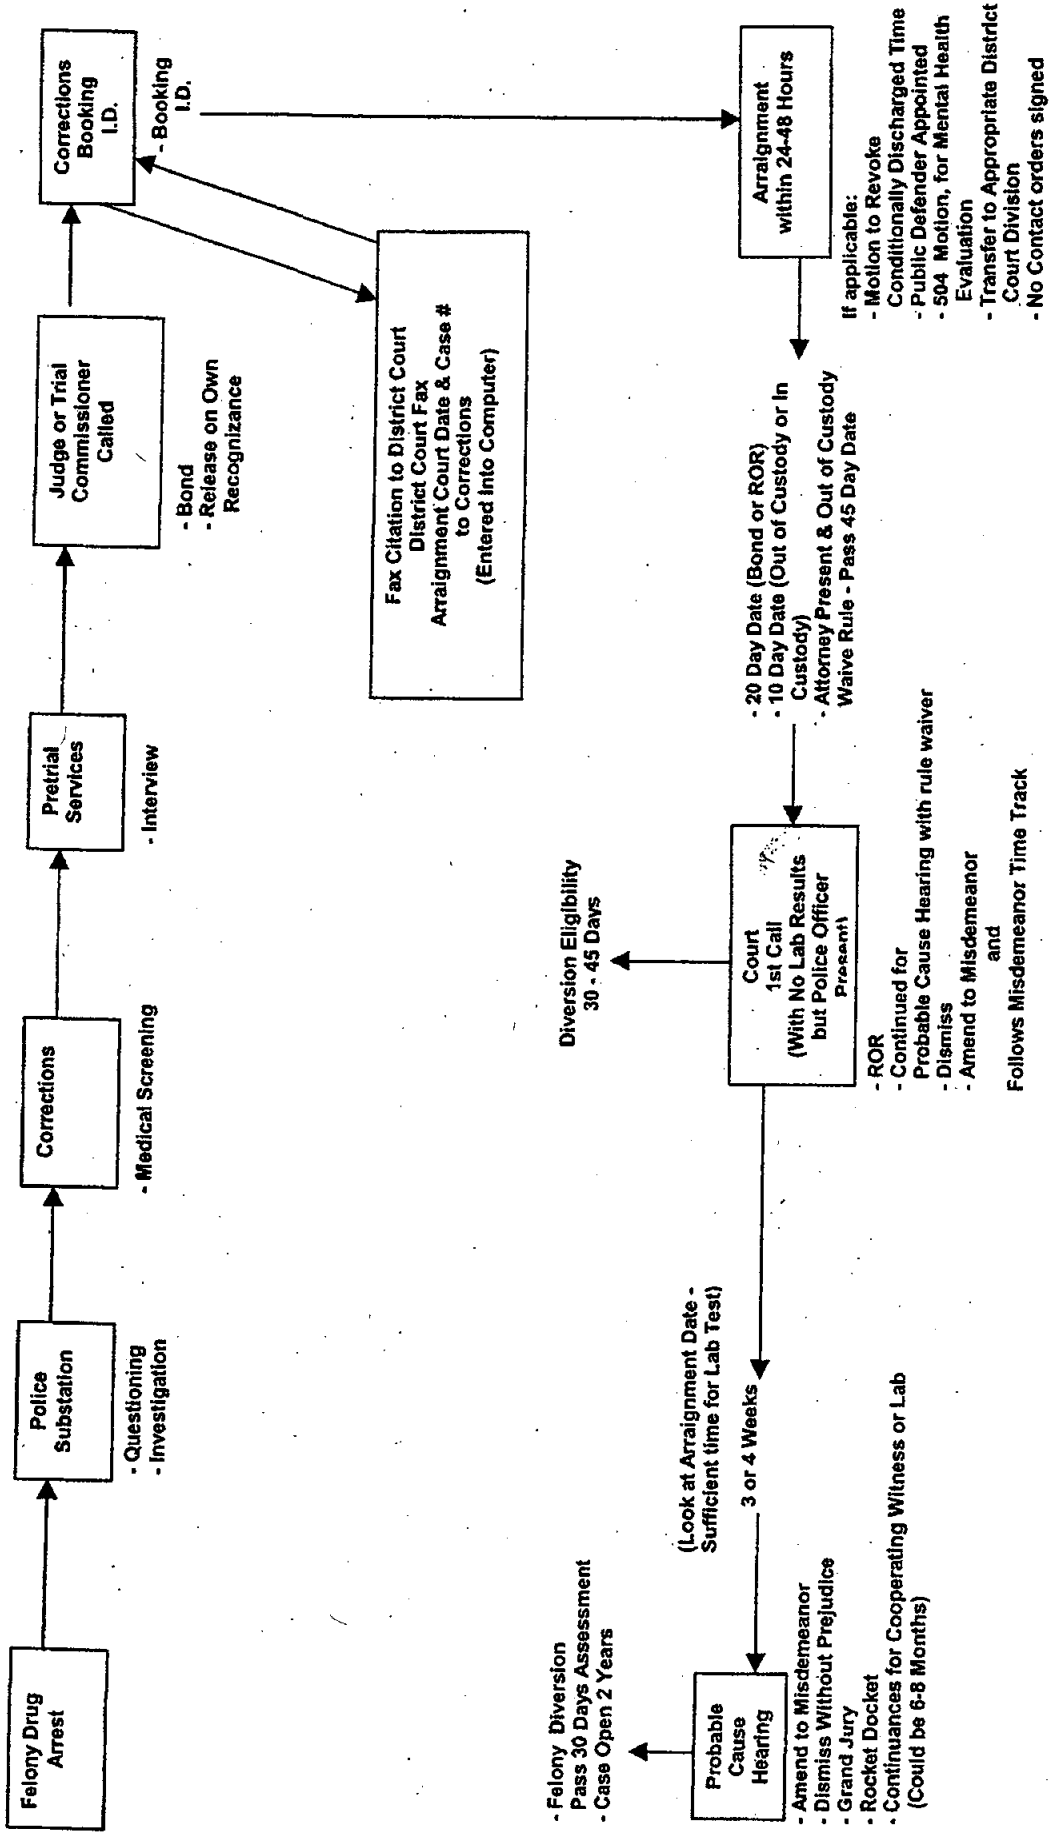 Felony Drug
Arrest
Police
Substation
- Questioning
- Investigation
Corrections
- Medical Screening
Pretrial
Services
- Interview
Judge or Trial
Commissioner
Called
- Bond
- Release on Own
Recognizance
Corrections
Booking
I.D.
- Booking
I.D.
Fax Citation to District Court
District Court Fax
Arraignment Court Date & Case #
to Corrections
(Entered Into Computer)
Arraignment
within 24-48 Hours
If applicable:
- Motion to Revoke
Conditionally Discharged Time
- Public Defender Appointed
- 504 Motion, for Mental Health
Evaluation
- Transfer to Appropriate District
Court Division
- No Contact orders signed
- 20 Day Date (Bond or ROR)
- 10 Day Date (Out of Custody or In
Custody)
- Attorney Present & Out of Custody
Waive Rule - Pass 45 Day Date
Court
1st Call
(With No Lab Results
but Police Officer
Present)
Diversion Eligibility
30 - 45 Days
- ROR
- Continued for
Probable Cause Hearing with rule waiver
- Dismiss
- Amend to Misdemeanor
and
Follows Misdemeanor Time Track
(Look at Arraignment Date -
Sufficient time for Lab Test)
3 or 4 Weeks
Probable
Cause
Hearing
- Felony Diversion
Pass 30 Days Assessment
- Case Open 2 Years
- Amend to Misdemeanor
- Dismiss Without Prejudice
- Grand Jury
- Rocket Docket
- Continuances for Cooperating Witness or Lab
(Could be 6-8 Months)